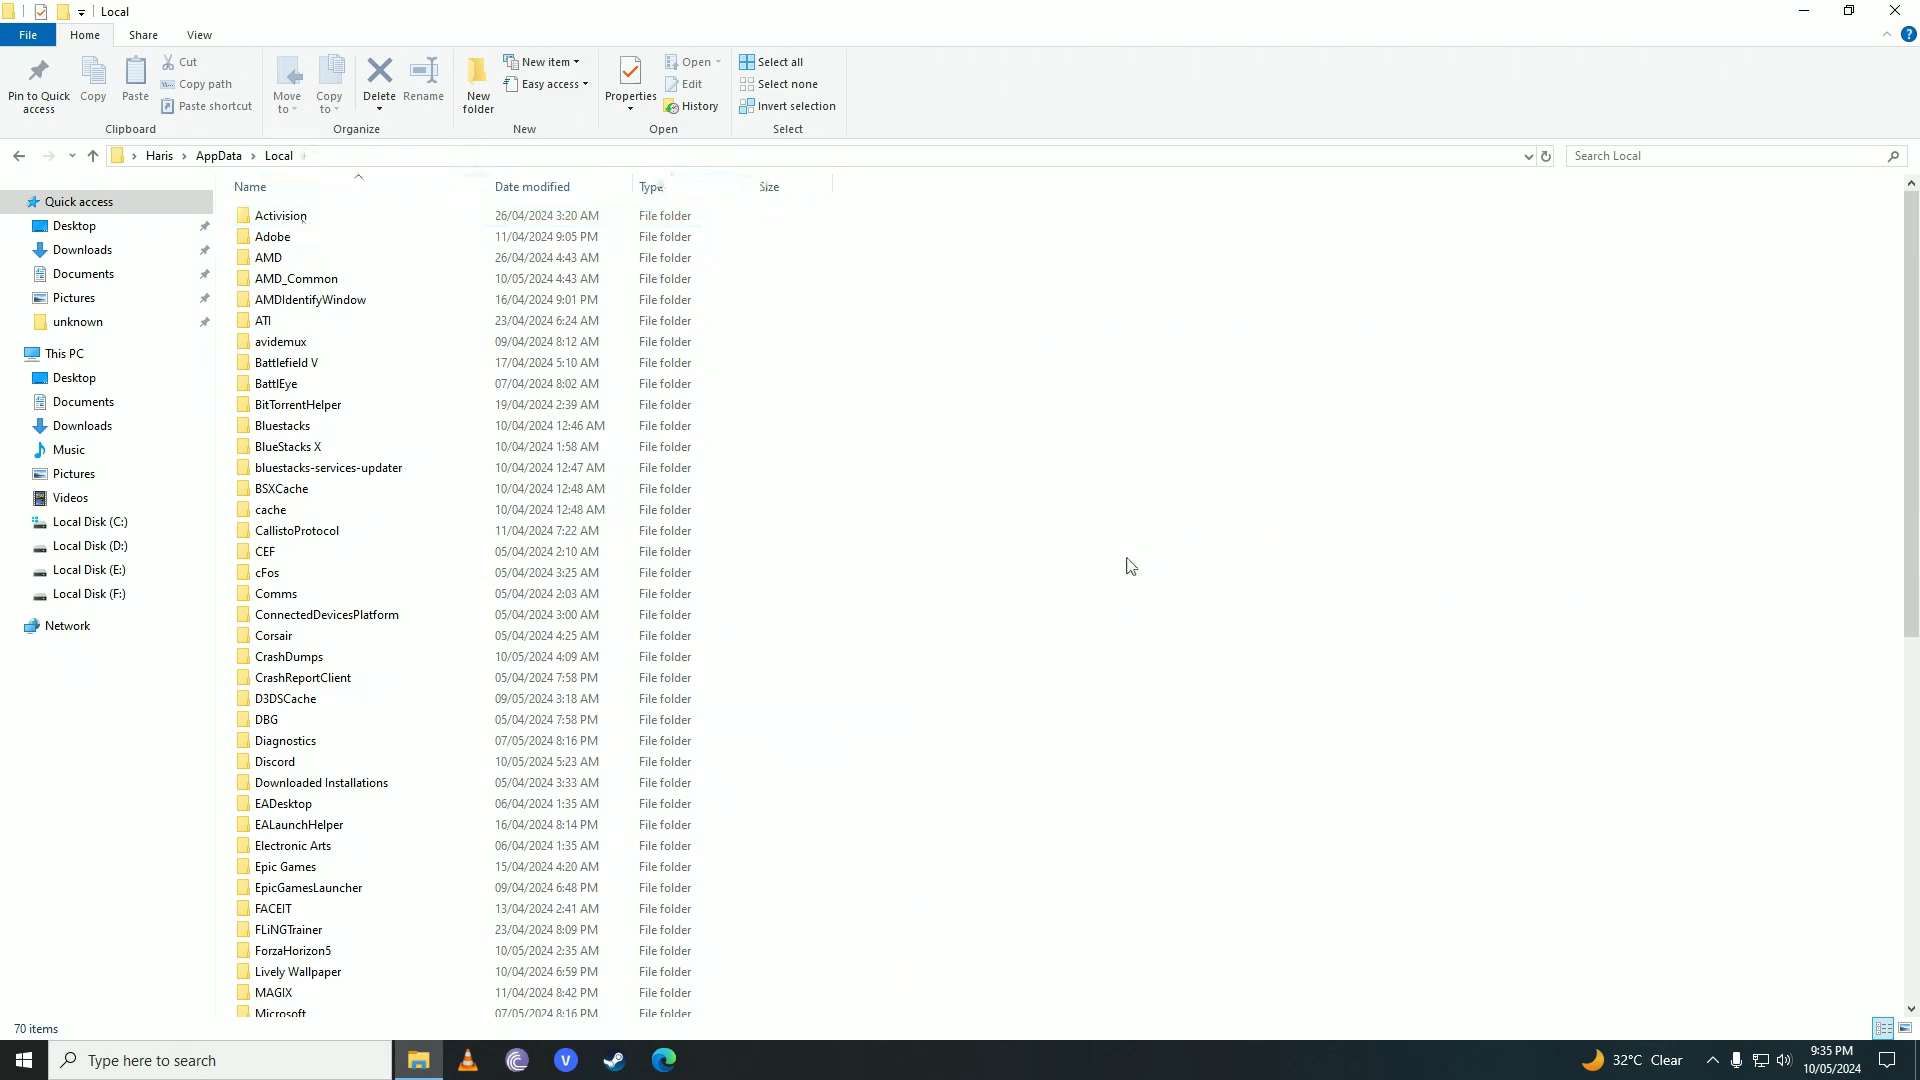 Local
File Home Share View
Pin to Quick access
Copy
Paste
Cut
Copy path
Paste shortcut
Clipboard
Move to
Copy to
Delete
Rename
Organize
New folder
New item
Easy access
New
Properties
Open
Edit
History
Open
Select all
Select none
Invert selection
Select
Haris AppData Local
Search Local
Quick access
Desktop
Downloads
Documents
Pictures
unknown
This PC
Desktop
Documents
Downloads
Music
Pictures
Videos
Local Disk (C:)
Local Disk (D:)
Local Disk (E:)
Local Disk (F:)
Network
Name Date modified Type Size
Activision 26/04/2024 3:20 AM File folder
Adobe 11/04/2024 9:05 PM File folder
AMD 26/04/2024 4:43 AM File folder
AMD_Common 10/05/2024 4:43 AM File folder
AMDIdentifyWindow 16/04/2024 9:01 PM File folder
ATI 23/04/2024 6:24 AM File folder
avidemux 09/04/2024 8:12 AM File folder
Battlefield V 17/04/2024 5:10 AM File folder
BattlEye 07/04/2024 8:02 AM File folder
BitTorrentHelper 19/04/2024 2:39 AM File folder
Bluestacks 10/04/2024 12:46 AM File folder
BlueStacks X 10/04/2024 1:58 AM File folder
bluestacks-services-updater 10/04/2024 12:47 AM File folder
BSXCache 10/04/2024 12:48 AM File folder
cache 10/04/2024 12:48 AM File folder
CallistoProtocol 11/04/2024 7:22 AM File folder
CEF 05/04/2024 2:10 AM File folder
cFos 05/04/2024 3:25 AM File folder
Comms 05/04/2024 2:03 AM File folder
ConnectedDevicesPlatform 05/04/2024 3:00 AM File folder
Corsair 05/04/2024 4:25 AM File folder
CrashDumps 10/05/2024 4:09 AM File folder
CrashReportClient 05/04/2024 7:58 PM File folder
D3DSCache 09/05/2024 3:18 AM File folder
DBG 05/04/2024 7:58 PM File folder
Diagnostics 07/05/2024 8:16 PM File folder
Discord 10/05/2024 5:23 AM File folder
Downloaded Installations 05/04/2024 3:33 AM File folder
EADesktop 06/04/2024 1:35 AM File folder
EALaunchHelper 16/04/2024 8:14 PM File folder
Electronic Arts 06/04/2024 1:35 AM File folder
Epic Games 15/04/2024 4:20 AM File folder
EpicGamesLauncher 09/04/2024 6:48 PM File folder
FACEIT 13/04/2024 2:41 AM File folder
FLiNGTrainer 23/04/2024 8:09 PM File folder
ForzaHorizon5 10/05/2024 2:35 AM File folder
Lively Wallpaper 10/04/2024 6:59 PM File folder
MAGIX 11/04/2024 8:42 PM File folder
Microsoft 07/05/2024 8:16 PM File folder
70 items
Type here to search
32°C Clear
9:35 PM
10/05/2024